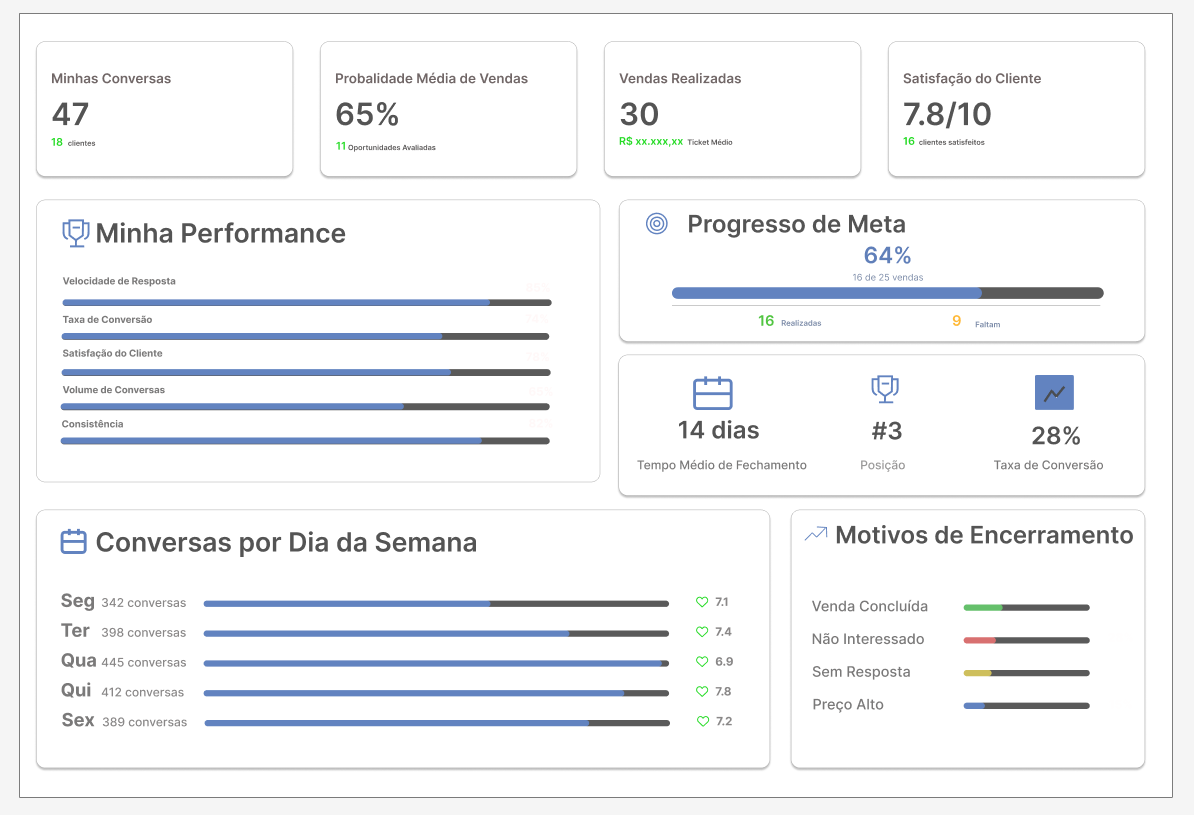 Minhas Conversas
47
18 clientes
Probalidade Média de Vendas
65%
11 Oportunidades Avaliadas
Vendas Realizadas
30
R$ xx.xxx,xx Ticket Médio
Satisfação do Cliente
7.8/10
16 clientes satisfeitos
Minha Performance
Velocidade de Resposta
Taxa de Conversão
Satisfação do Cliente
Volume de Conversas
Consistência
Progresso de Meta
64%
16 de 25 vendas
16 Realizadas
9 Faltam
14 dias
Tempo Médio de Fechamento
#3
Posição
28%
Taxa de Conversão
Conversas por Dia da Semana
Seg 342 conversas 7.1
Ter 398 conversas 7.4
Qua 445 conversas 6.9
Qui 412 conversas 7.8
Sex 389 conversas 7.2
Motivos de Encerramento
Venda Concluída
Não Interessado
Sem Resposta
Preço Alto